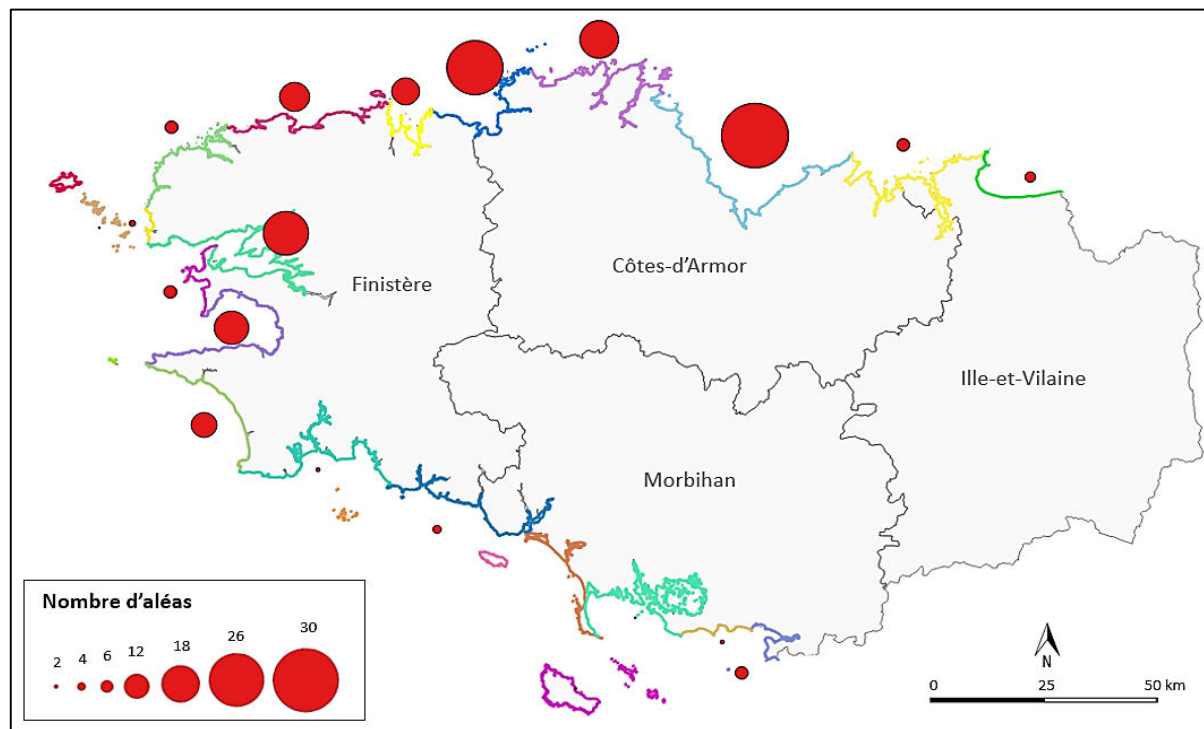 Finistère
Côtes-d’Armor
Ille-et-Vilaine
Morbihan
Nombre d’aléas
2 4 6 12 18 26 30
N
0 25 50 km